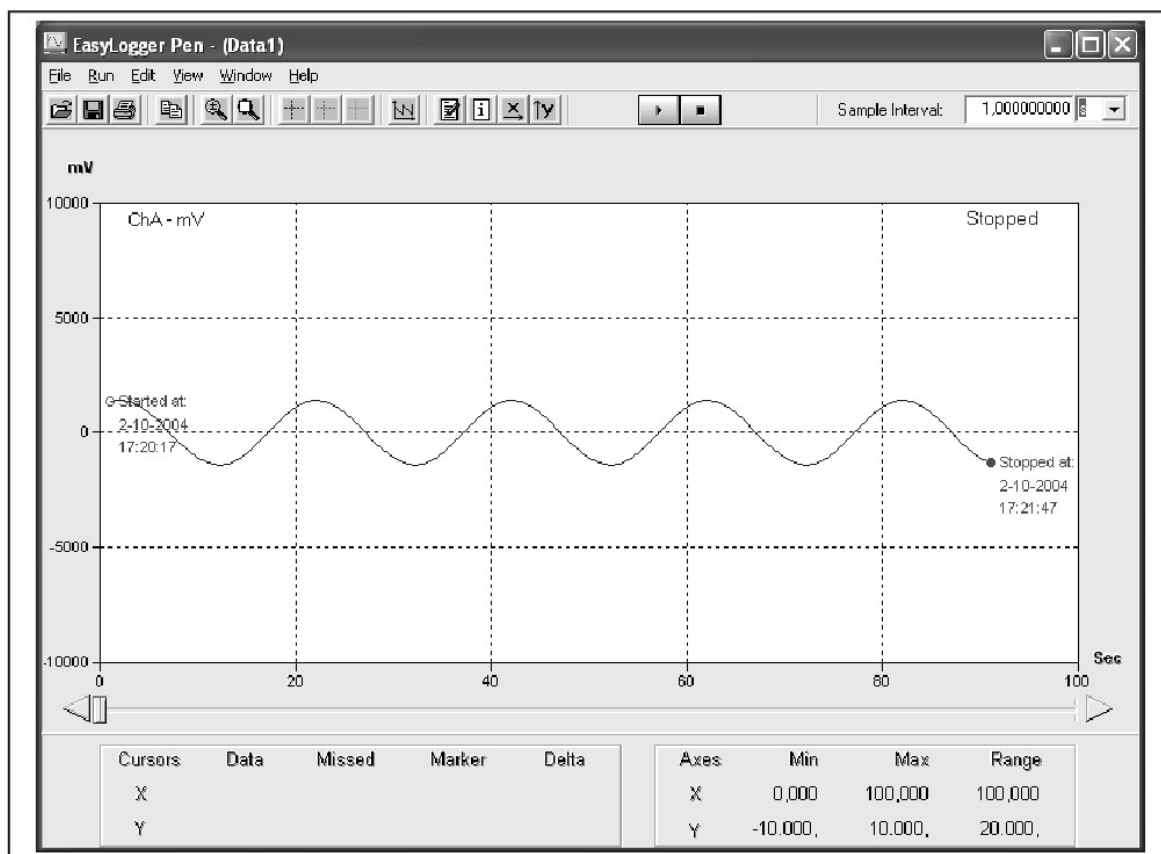 EasyLogger Pen - (Data1)
File Run Edit View Window Help
Sample Interval: 1,000000000 s
mV
10000
ChA - mV Stopped
5000
Started at:
2-10-2004
17:20:17
0
Stopped at:
2-10-2004
17:21:47
-5000
-10000
Sec
0 20 40 60 80 100
Cursors Data Missed Marker Delta
X
Y
Axes Min Max Range
X 0,000 100,000 100,000
Y -10.000, 10.000, 20.000,